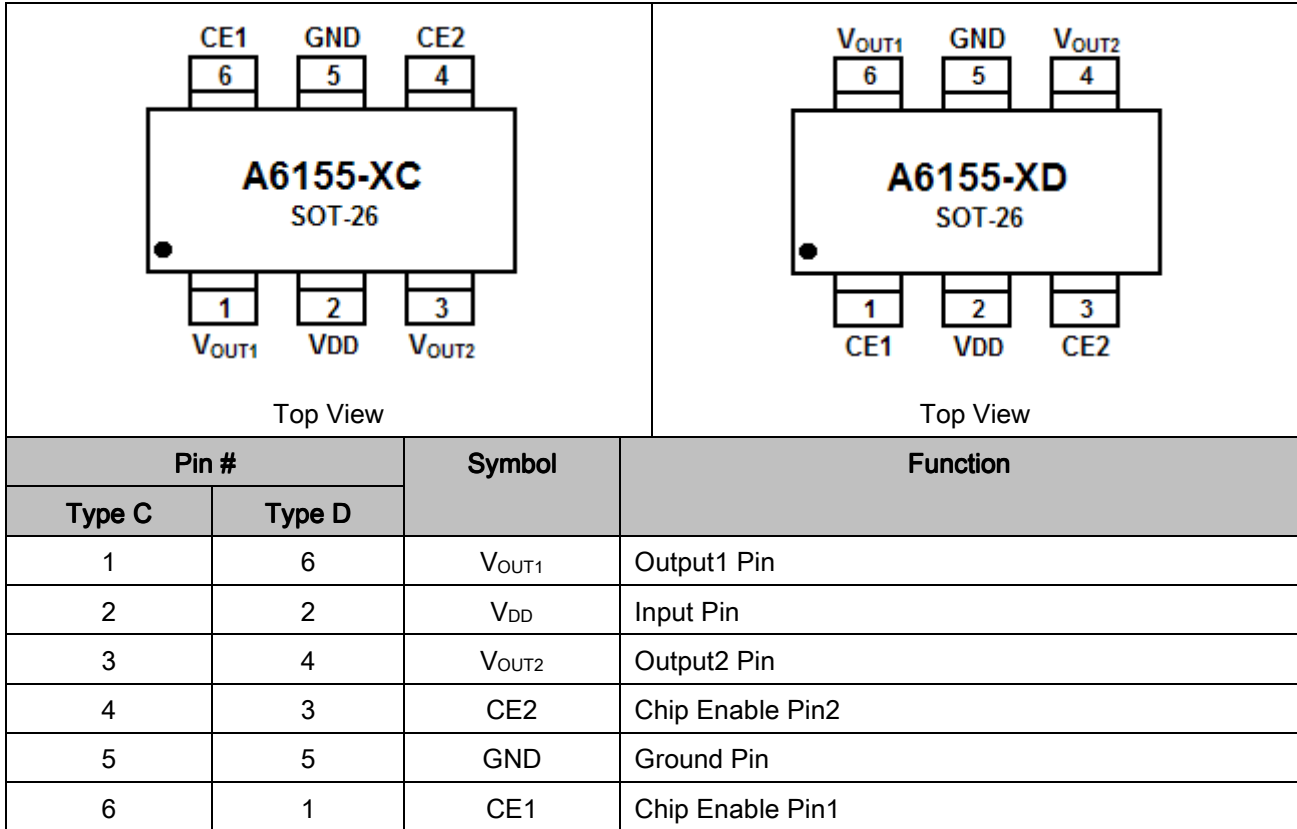 CE1 GND CE2
6 5 4
A6155-XC
SOT-26
1 2 3
VOUT1 VDD VOUT2
Top View
VOUT1 GND VOUT2
6 5 4
A6155-XD
SOT-26
1 2 3
CE1 VDD CE2
Top View
Pin # Symbol Function
Type C Type D
1 6 VOUT1 Output1 Pin
2 2 VDD Input Pin
3 4 VOUT2 Output2 Pin
4 3 CE2 Chip Enable Pin2
5 5 GND Ground Pin
6 1 CE1 Chip Enable Pin1